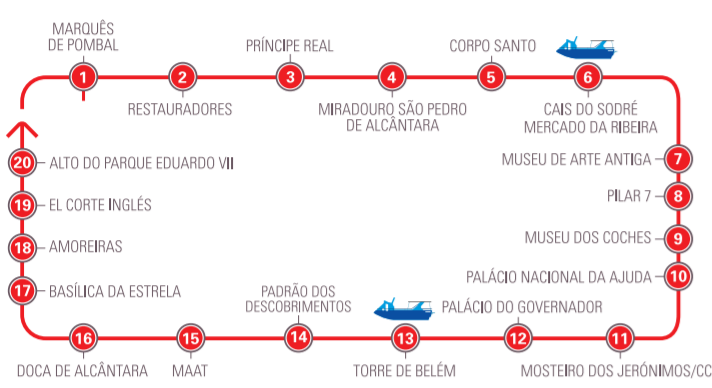 MARQUÊS
DE POMBAL
1
RESTAURADORES
2
PRÍNCIPE REAL
3
MIRADOURO SÃO PEDRO
DE ALCÂNTARA
4
CORPO SANTO
5
6
CAIS DO SODRÉ
MERCADO DA RIBEIRA
MUSEU DE ARTE ANTIGA
7
PILAR 7
8
MUSEU DOS COCHES
9
PALÁCIO NACIONAL DA AJUDA
10
11
MOSTEIRO DOS JERÓNIMOS/CC
PALÁCIO DO GOVERNADOR
12
13
TORRE DE BELÉM
PADRÃO DOS
DESCOBRIMENTOS
14
15
MAAT
16
DOCA DE ALCÂNTARA
17
BASÍLICA DA ESTRELA
18
AMOREIRAS
19
EL CORTE INGLÉS
20
ALTO DO PARQUE EDUARDO VII